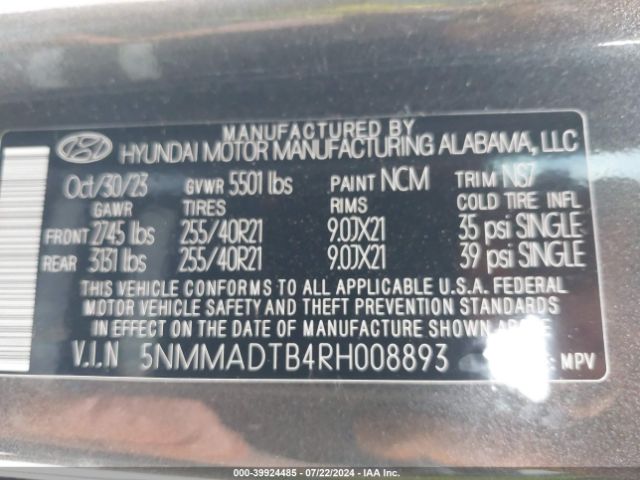 MANUFACTURED BY
HYUNDAI MOTOR MANUFACTURING ALABAMA, LLC
Oct/30/23 GVWR 5501 lbs PAINT NCM TRIM NS7
GAWR TIRES RIMS COLD TIRE INFL
FRONT 2745 lbs 255/40R21 9.0JX21 35 psi SINGLE
REAR 3131 lbs 255/40R21 9.0JX21 39 psi SINGLE
THIS VEHICLE CONFORMS TO ALL APPLICABLE U.S.A. FEDERAL
MOTOR VEHICLE SAFETY AND THEFT PREVENTION STANDARDS
IN EFFECT ON THE DATE OF MANUFACTURE SHOWN ABOVE.
V.I.N 5NMMADTB4RH008893 : MPV
000-39924485 - 07/22/2024 - IAA Inc.